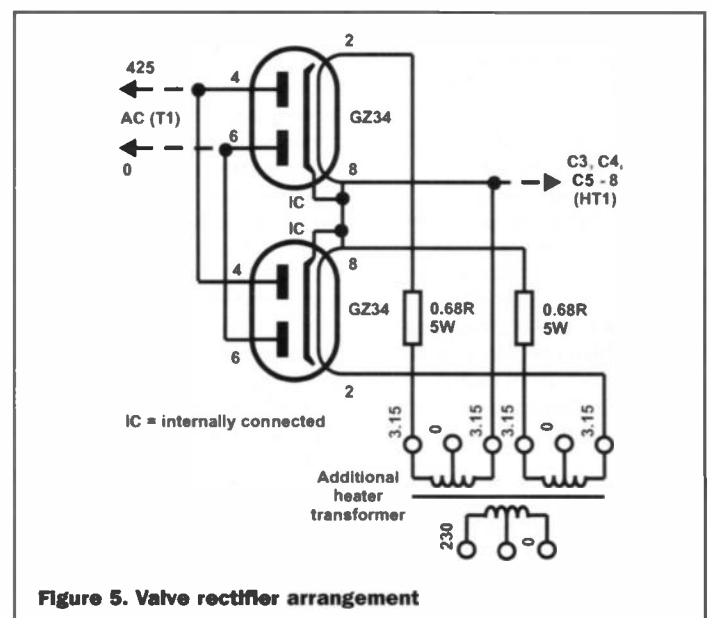 2
425
4
GZ34
AC (T1)
6
0
8
C3, C4,
C5 - 8
(HT1)
IC
IC
8
4
GZ34
0.68R
5W
0.68R
5W
6
2
IC = internally connected
3.15
0
3.15
3.15
0
3.15
Additional
heater
transformer
230
0
Figure 5. Valve rectifier arrangement